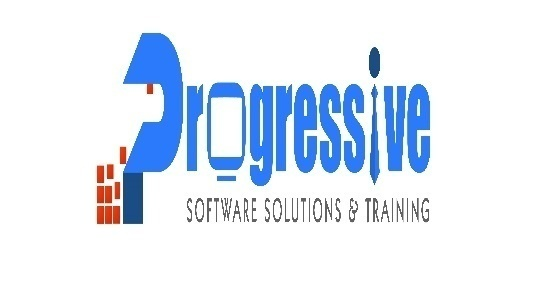 Progressive
SOFTWARE SOLUTIONS & TRAINING